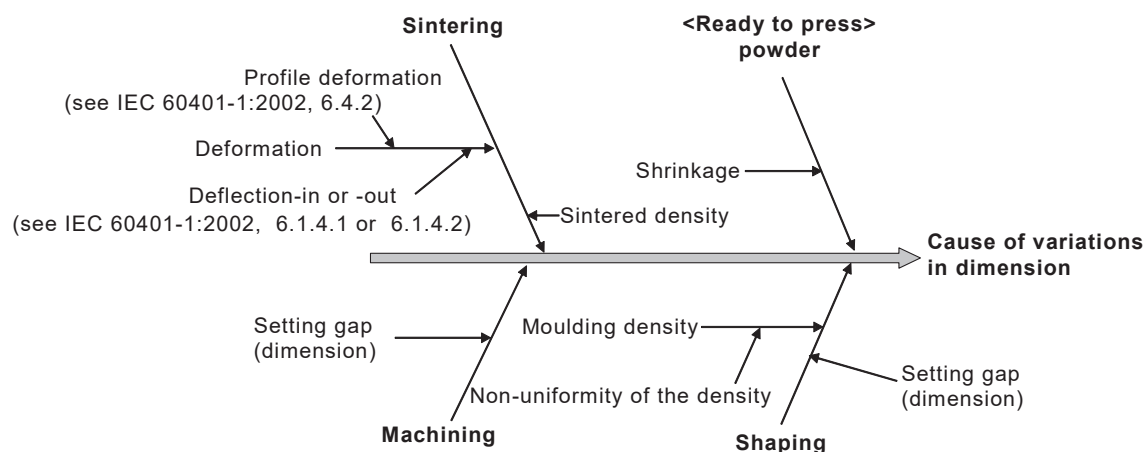 Sintering
<Ready to press>
powder
Profile deformation
(see IEC 60401-1:2002, 6.4.2)
Deformation
Shrinkage
Deflection-in or -out
(see IEC 60401-1:2002, 6.1.4.1 or 6.1.4.2)
Sintered density
Cause of variations
in dimension
Setting gap
(dimension)
Moulding density
Non-uniformity of the density
Setting gap
(dimension)
Machining
Shaping